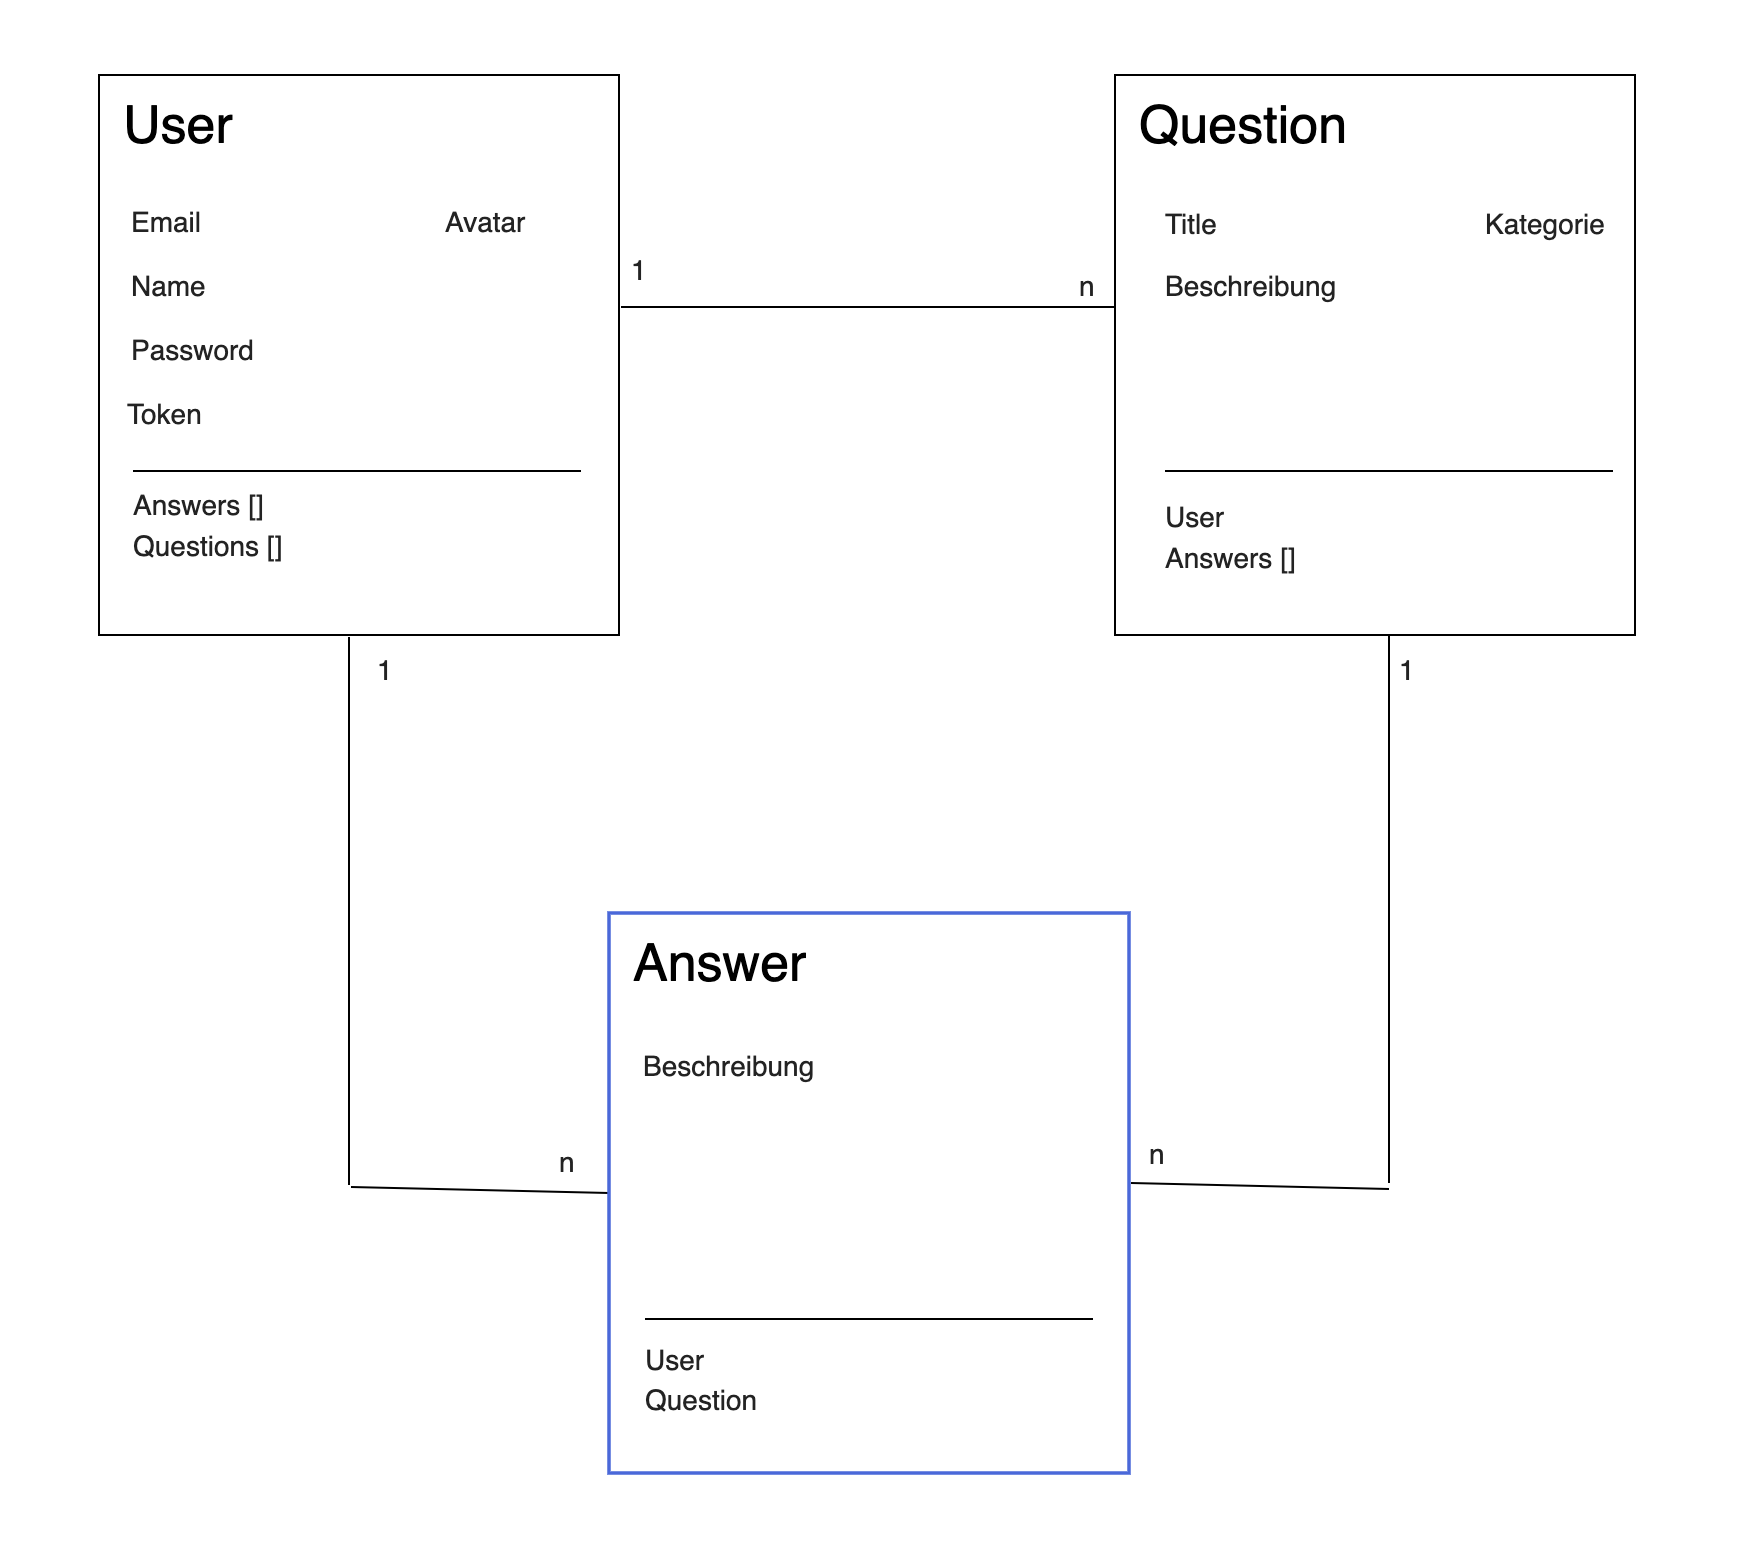 User
Email
Avatar
Name
Password
Token
Answers []
Questions []
1
n
Question
Title
Kategorie
Beschreibung
User
Answers []
1
1
Answer
Beschreibung
n
n
User
Question